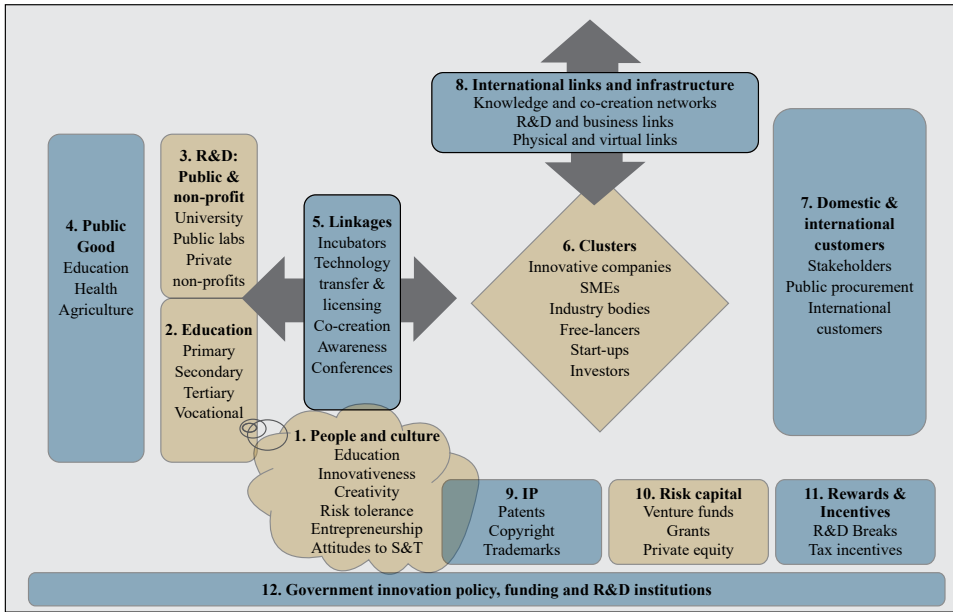 8. International links and infrastructure
Knowledge and co-creation networks
R&D and business links
Physical and virtual links
4. Public
Good
Education
Health
Agriculture
3. R&D:
Public &
non-profit
University
Public labs
Private
non-profits
2. Education
Primary
Secondary
Tertiary
Vocational
5. Linkages
Incubators
Technology
transfer &
licensing
Co-creation
Awareness
Conferences
6. Clusters
Innovative companies
SMEs
Industry bodies
Free-lancers
Start-ups
Investors
7. Domestic &
international
customers
Stakeholders
Public procurement
International
customers
1. People and culture
Education
Innovativeness
Creativity
Risk tolerance
Entrepreneurship
Attitudes to S&T
9. IP
Patents
Copyright
Trademarks
10. Risk capital
Venture funds
Grants
Private equity
11. Rewards &
Incentives
R&D Breaks
Tax incentives
12. Government innovation policy, funding and R&D institutions